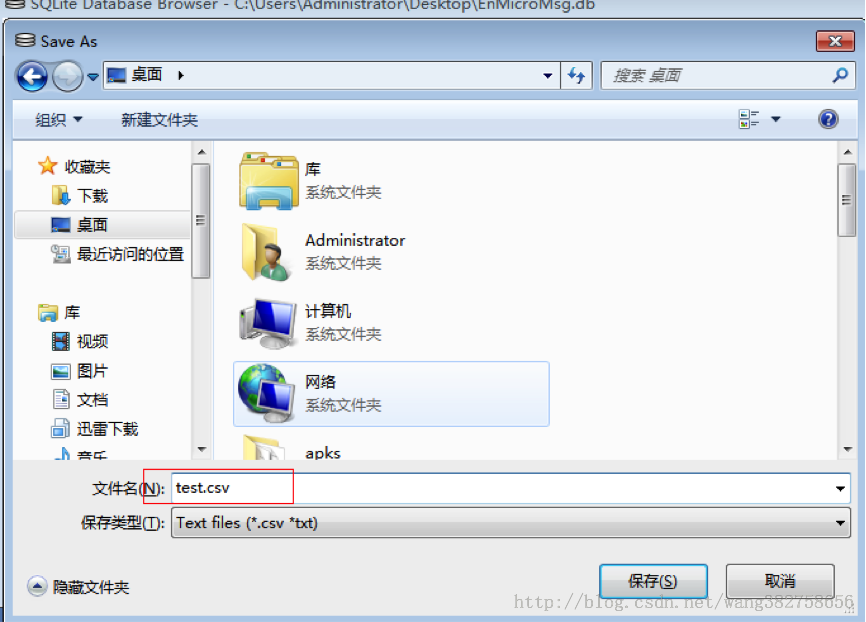 SQLite Database Browser - C:\Users\Administrator\Desktop\EnMicroMsg.db
Save As
桌面
搜索 桌面
组织
新建文件夹
收藏夹
下载
桌面
最近访问的位置
库
视频
图片
文档
迅雷下载
音乐
库
系统文件夹
Administrator
系统文件夹
计算机
系统文件夹
网络
系统文件夹
apks
文件名(N):
test.csv
保存类型(T):
Text files (*.csv *txt)
隐藏文件夹
保存(S)
取消
http://blog.csdn.net/wang382758656